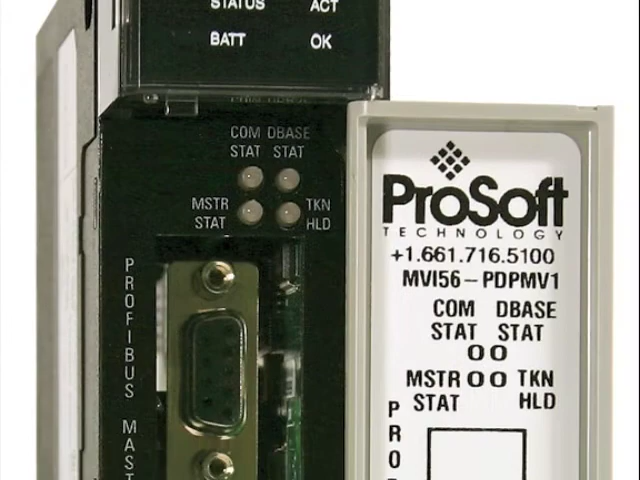 STATUS ACT
BATT OK
COM DBASE
STAT STAT
MSTR TKN
STAT HLD
PROFIBUS MAST
ProSoft
TECHNOLOGY
+1.661.716.5100
MVI56-PDPMV1
COM DBASE
STAT STAT
MSTR TKN
STAT HLD
PRO